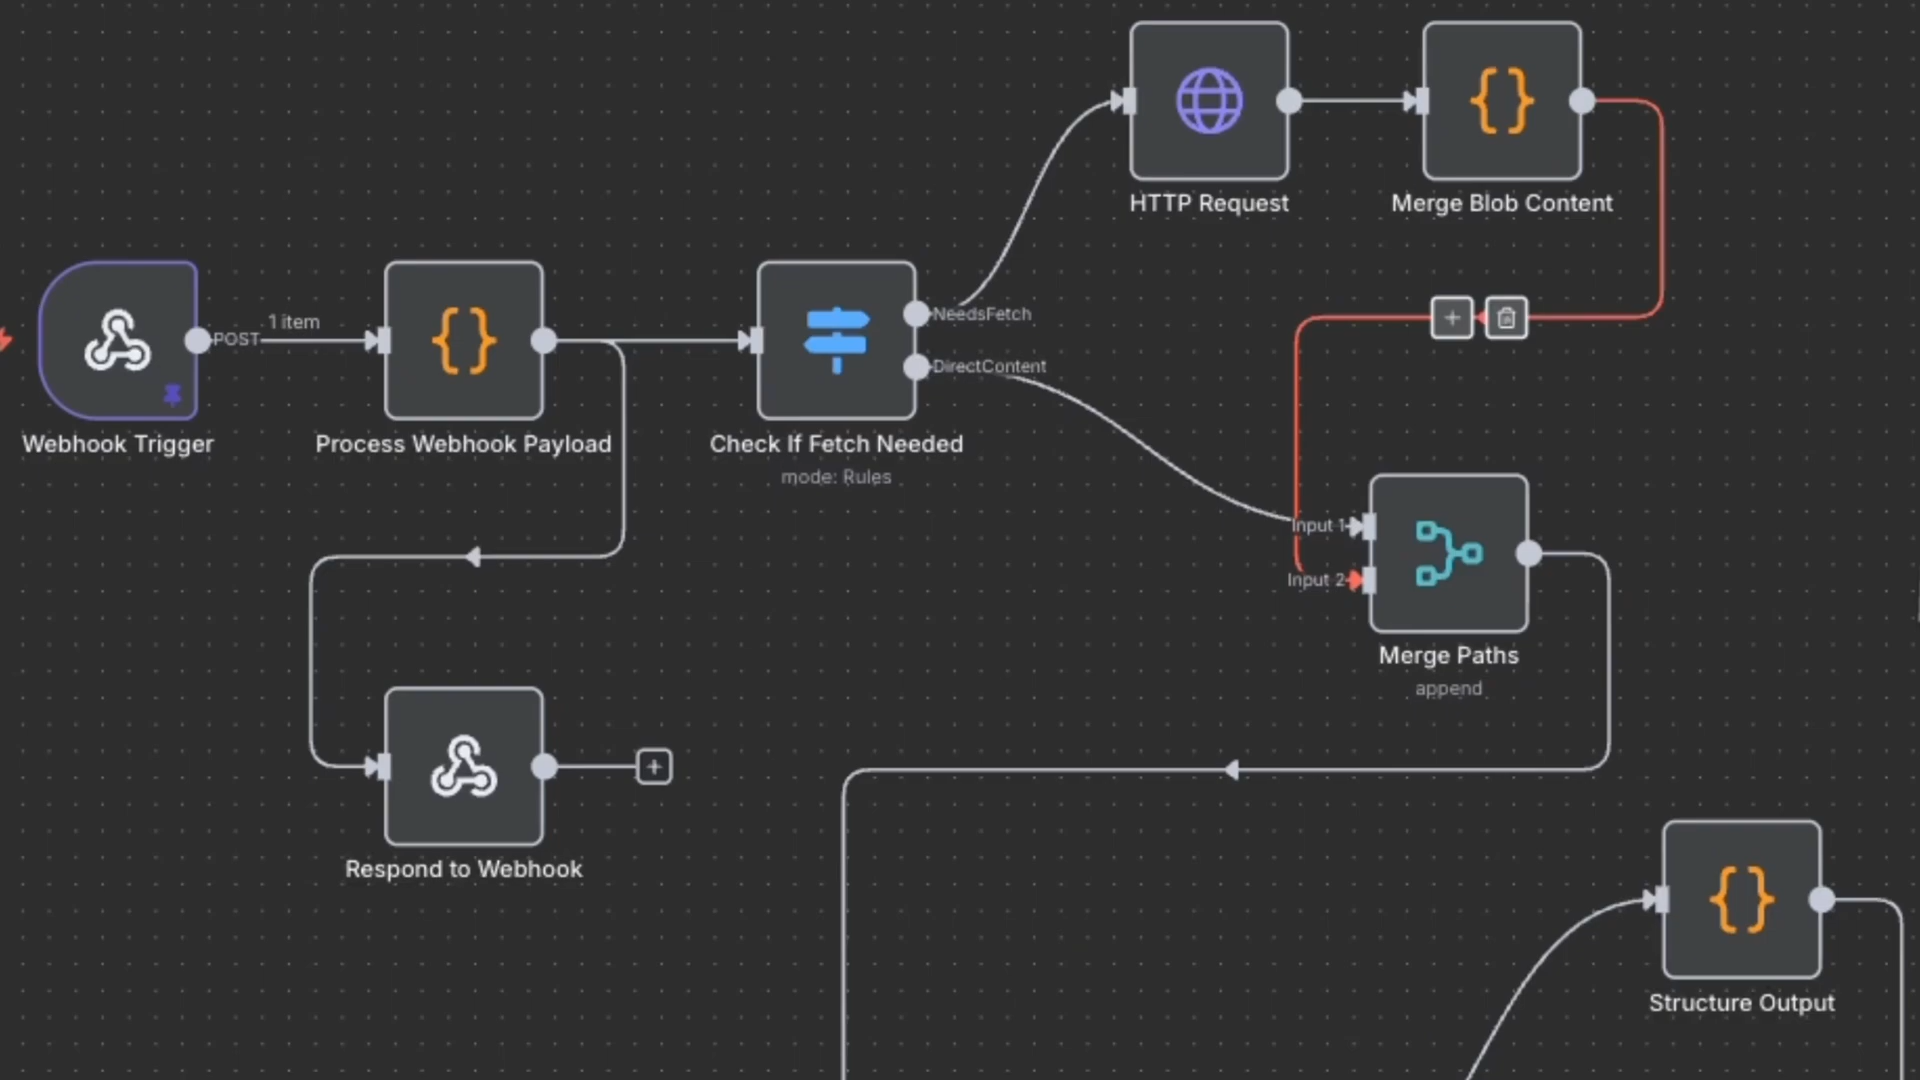 HTTP Request
Merge Blob Content
POST
1 item
NeedsFetch
DirectContent
Webhook Trigger
Process Webhook Payload
Check If Fetch Needed
mode: Rules
Input 1
Input 2
Merge Paths
append
Respond to Webhook
Structure Output